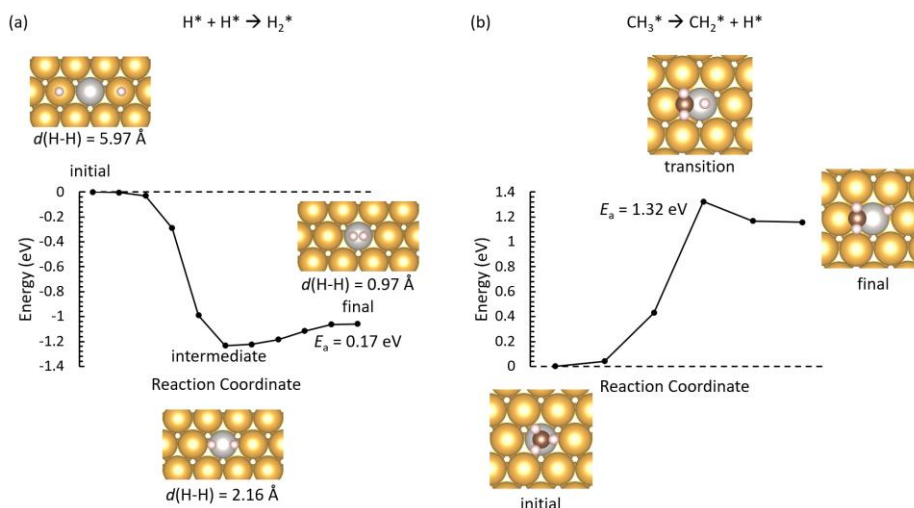 (a)
H* + H* → H₂*
d(H-H) = 5.97 Å
initial
0
-0.2
-0.4
-0.6
-0.8
-1
-1.2
-1.4
Energy (eV)
d(H-H) = 0.97 Å
final
Eₐ = 0.17 eV
intermediate
Reaction Coordinate
d(H-H) = 2.16 Å
(b)
CH₃* → CH₂* + H*
transition
1.4
1.2
1
0.8
0.6
0.4
0.2
0
Energy (eV)
Eₐ = 1.32 eV
final
Reaction Coordinate
initial